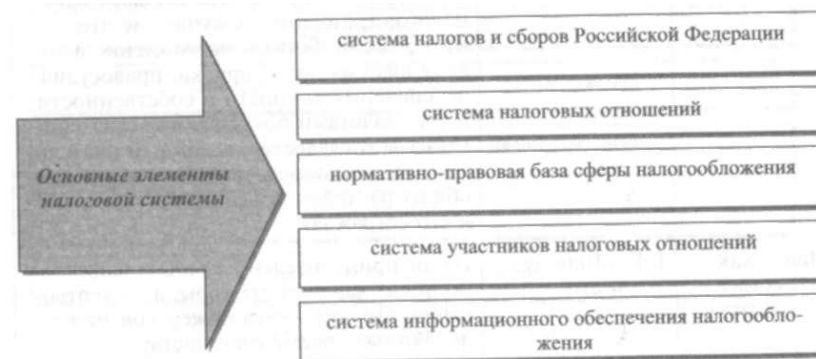 система налогов и сборов Российской Федерации
система налоговых отношений
Основные элементы
налоговой системы
нормативно-правовая база сферы налогообложения
система участников налоговых отношений
система информационного обеспечения налогообло-
жения